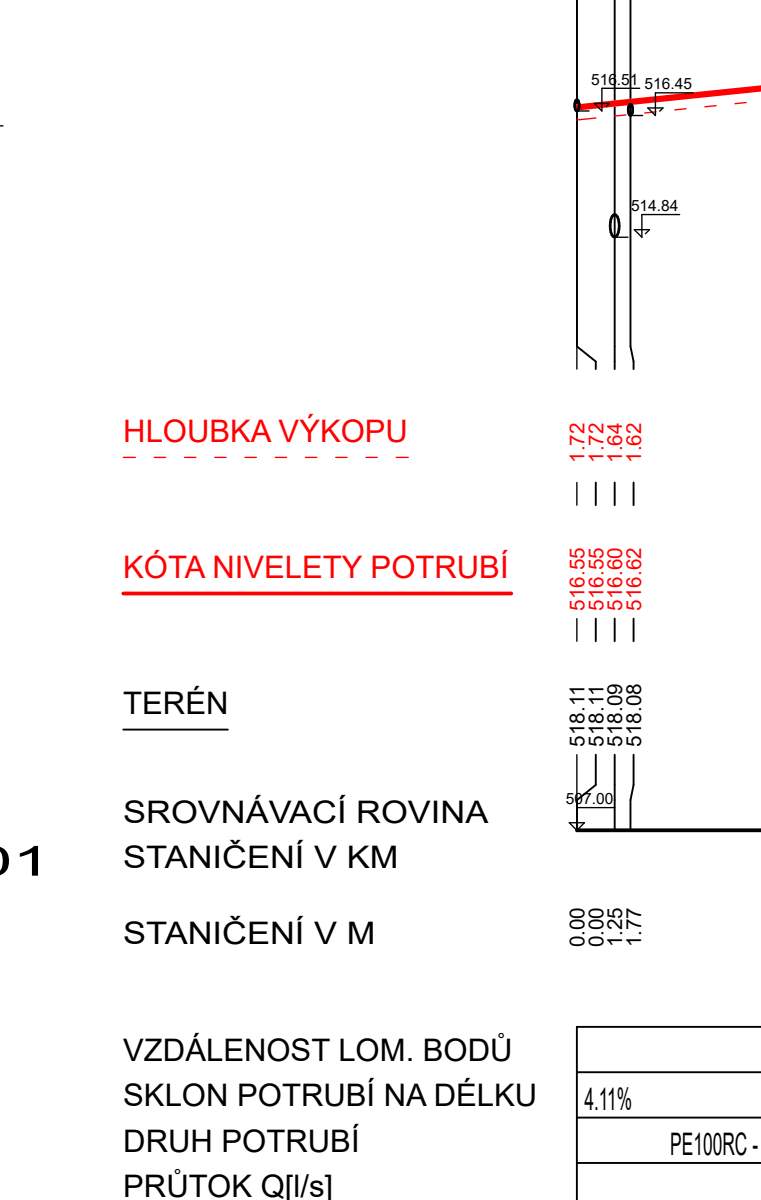 516.51 516.45
514.84
HLOUBKA VÝKOPU 1.72 1.72 1.64 1.62
KÓTA NIVELETY POTRUBÍ 516.55 516.55 516.60 516.62
TERÉN 518.11 518.11 518.09 518.08
SROVNÁVACÍ ROVINA 507.00
STANIČENÍ V KM
01
STANIČENÍ V M 0.00 0.00 1.25 1.77
VZDÁLENOST LOM. BODŮ
SKLON POTRUBÍ NA DÉLKU 4.11%
DRUH POTRUBÍ PE100RC -
PRŮTOK Q[l/s]